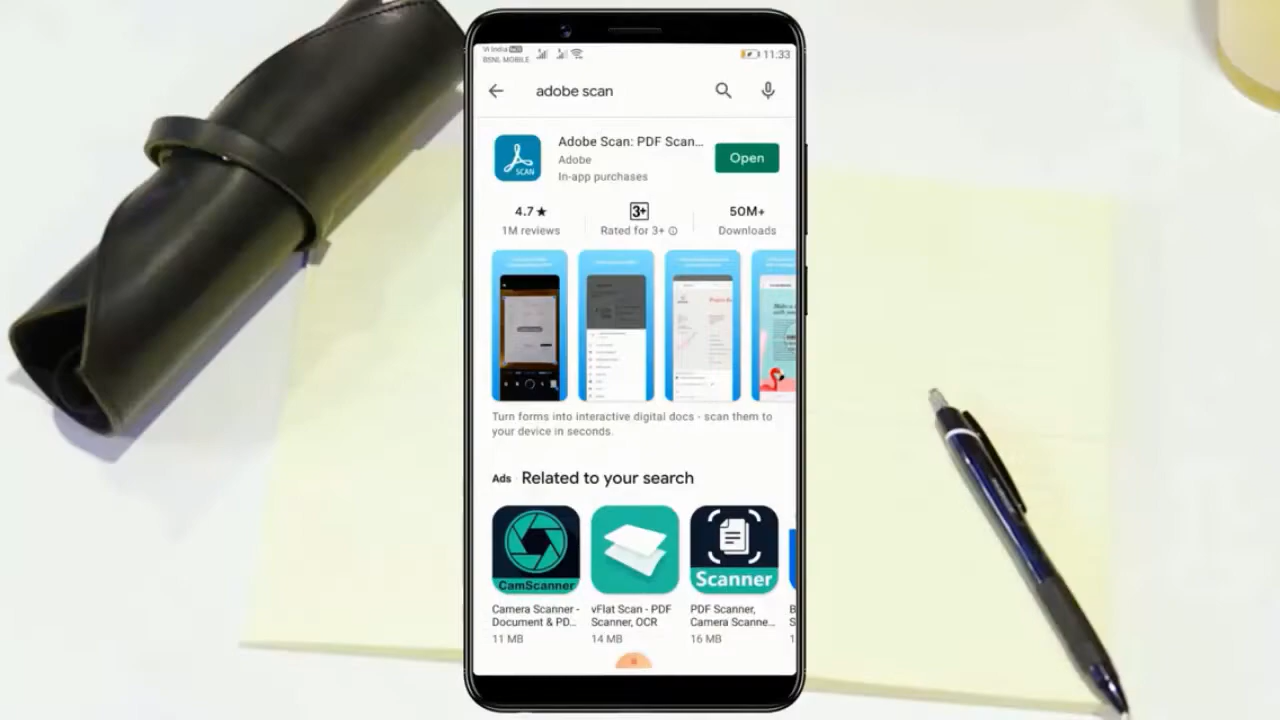 Vi India VoLTE
BSNL MOBILE
11.33
adobe scan
Adobe Scan: PDF Scan...
Adobe
In-app purchases
Open
SCAN
4.7★
1M reviews
3+
Rated for 3+
50M+
Downloads
Turn forms into interactive digital docs - scan them to
your device in seconds.
Ads Related to your search
CamScanner
Scanner
Camera Scanner -
Document & PD...
11 MB
vFlat Scan - PDF
Scanner, OCR
14 MB
PDF Scanner,
Camera Scanne...
16 MB
B
S
1